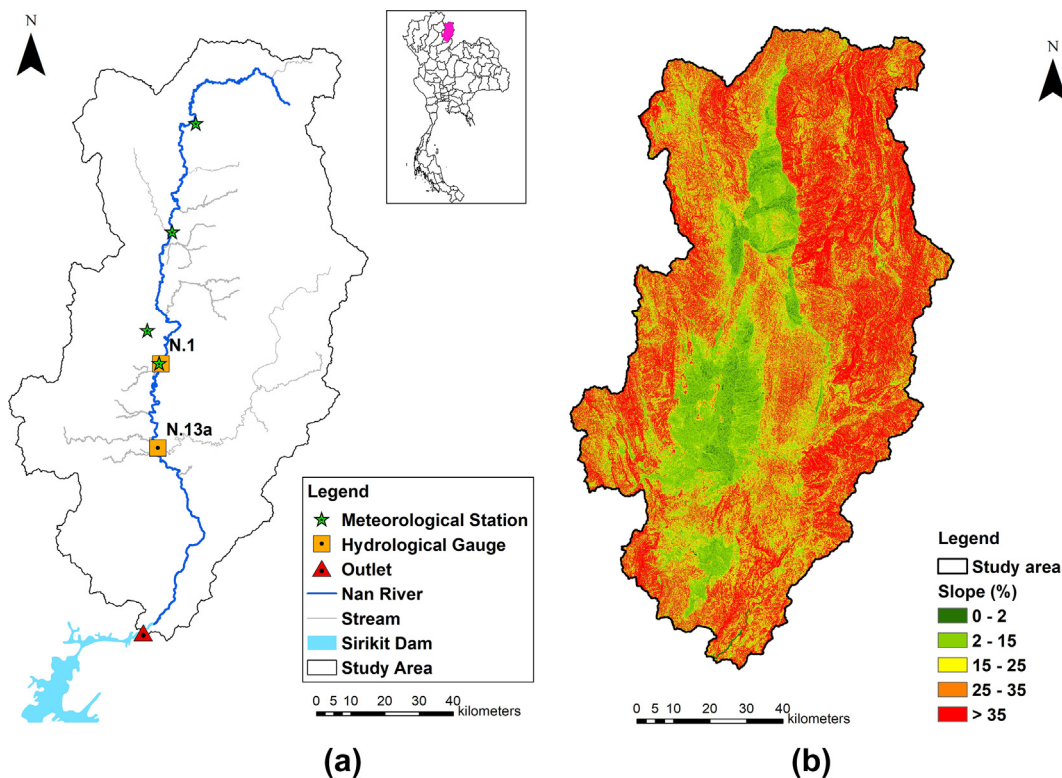 N
N.1
N.13a
Legend
Meteorological Station
Hydrological Gauge
Outlet
Nan River
Stream
Sirikit Dam
Study Area
0 5 10 20 30 40
kilometers
(a)
N
Legend
Study area
Slope (%)
0 - 2
2 - 15
15 - 25
25 - 35
> 35
0 5 10 20 30 40
kilometers
(b)